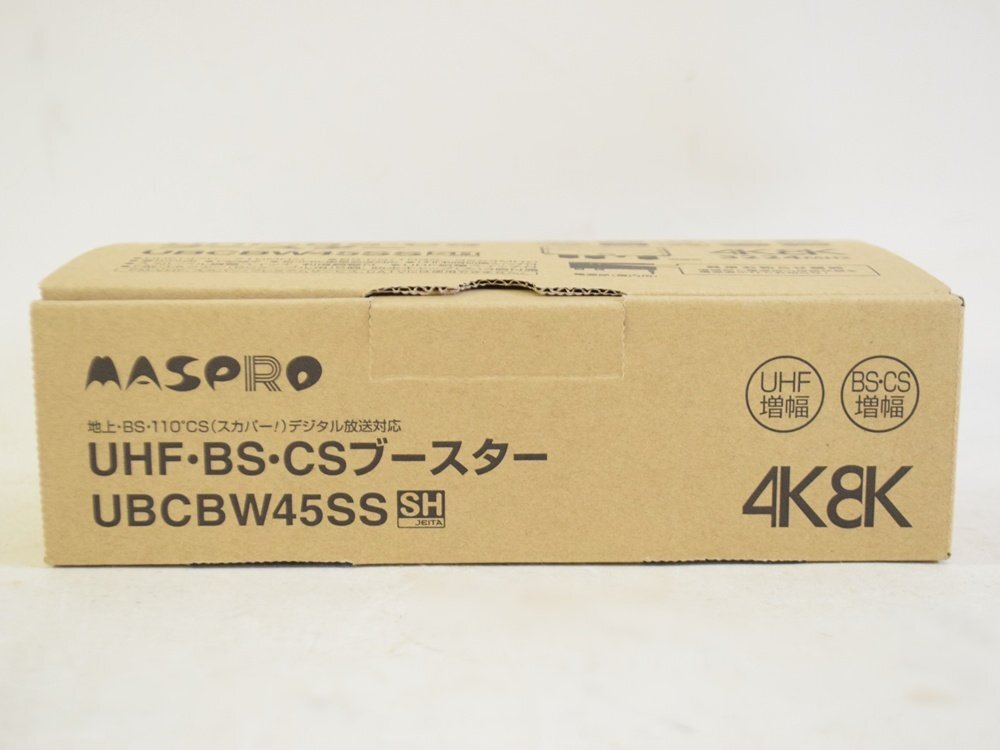 UBCBW45SS
4K8K
MASPRO
地上・BS・110°CS(スカパー!)デジタル放送対応
UHF・BS・CSブースター
UBCBW45SS SH JEITA
UHF 増幅
BS・CS 増幅
4K8K